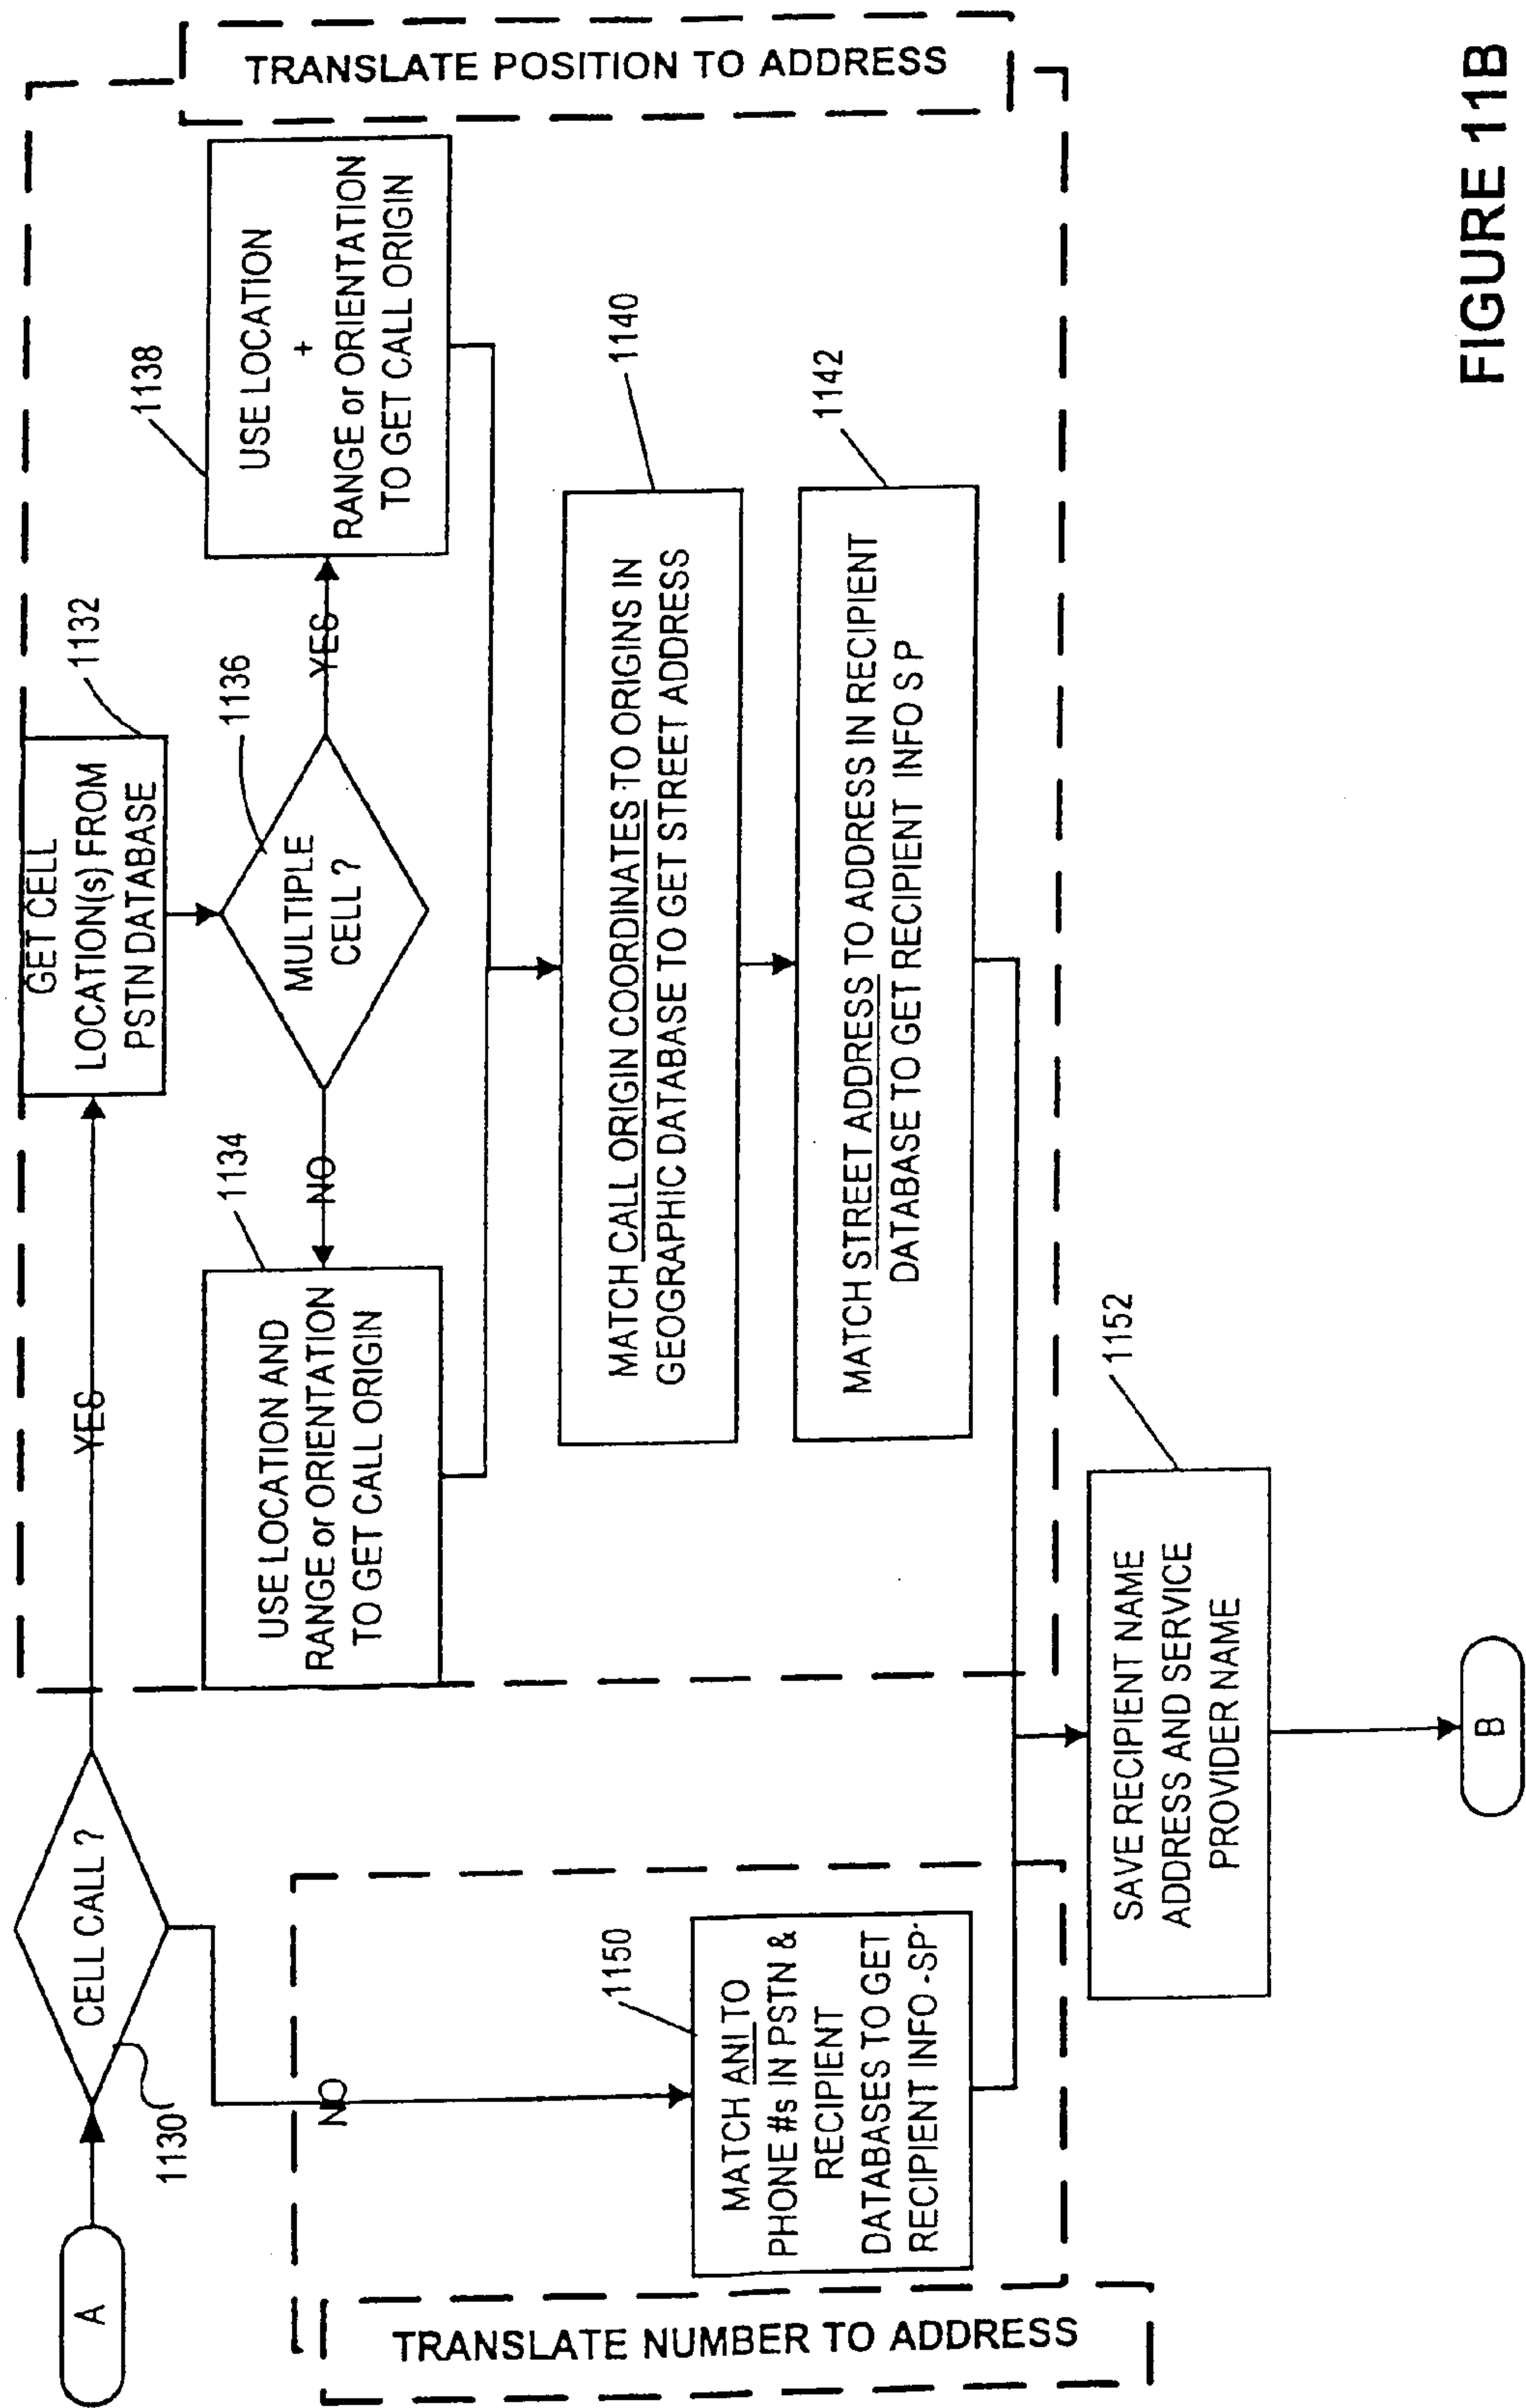 A
CELL CALL ?
1130
YES
NO
GET CELL
LOCATION(s) FROM
PSTN DATABASE
1132
MULTIPLE
CELL ?
1136
NO
YES
USE LOCATION AND
RANGE or ORIENTATION
TO GET CALL ORIGIN
1134
USE LOCATION
+
RANGE or ORIENTATION
TO GET CALL ORIGIN
1138
MATCH CALL ORIGIN COORDINATES TO ORIGINS IN
GEOGRAPHIC DATABASE TO GET STREET ADDRESS
1140
MATCH STREET ADDRESS TO ADDRESS IN RECIPIENT
DATABASE TO GET RECIPIENT INFO S P
1142
TRANSLATE POSITION TO ADDRESS
MATCH ANI TO
PHONE #s IN PSTN &
RECIPIENT
DATABASES TO GET
RECIPIENT INFO -SP
1150
TRANSLATE NUMBER TO ADDRESS
SAVE RECIPIENT NAME
ADDRESS AND SERVICE
PROVIDER NAME
1152
B
FIGURE 11B